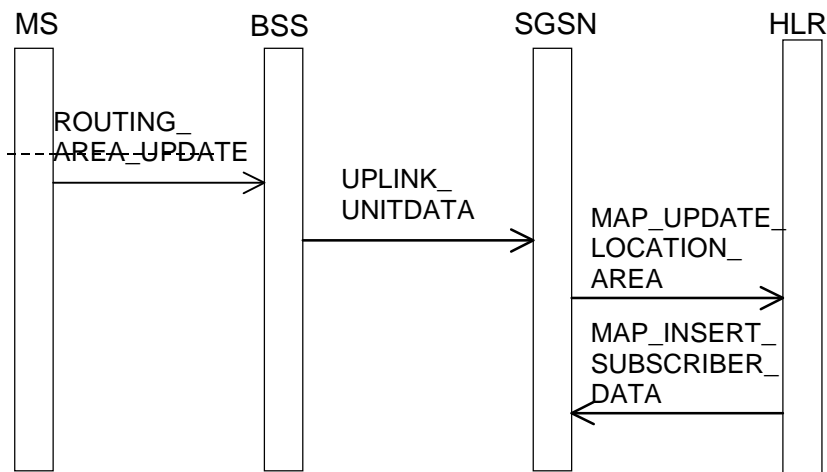 MS
BSS
SGSN
HLR
ROUTING_
AREA_UPDATE
UPLINK_
UNITDATA
MAP_UPDATE_
LOCATION_
AREA
MAP_INSERT_
SUBSCRIBER_
DATA